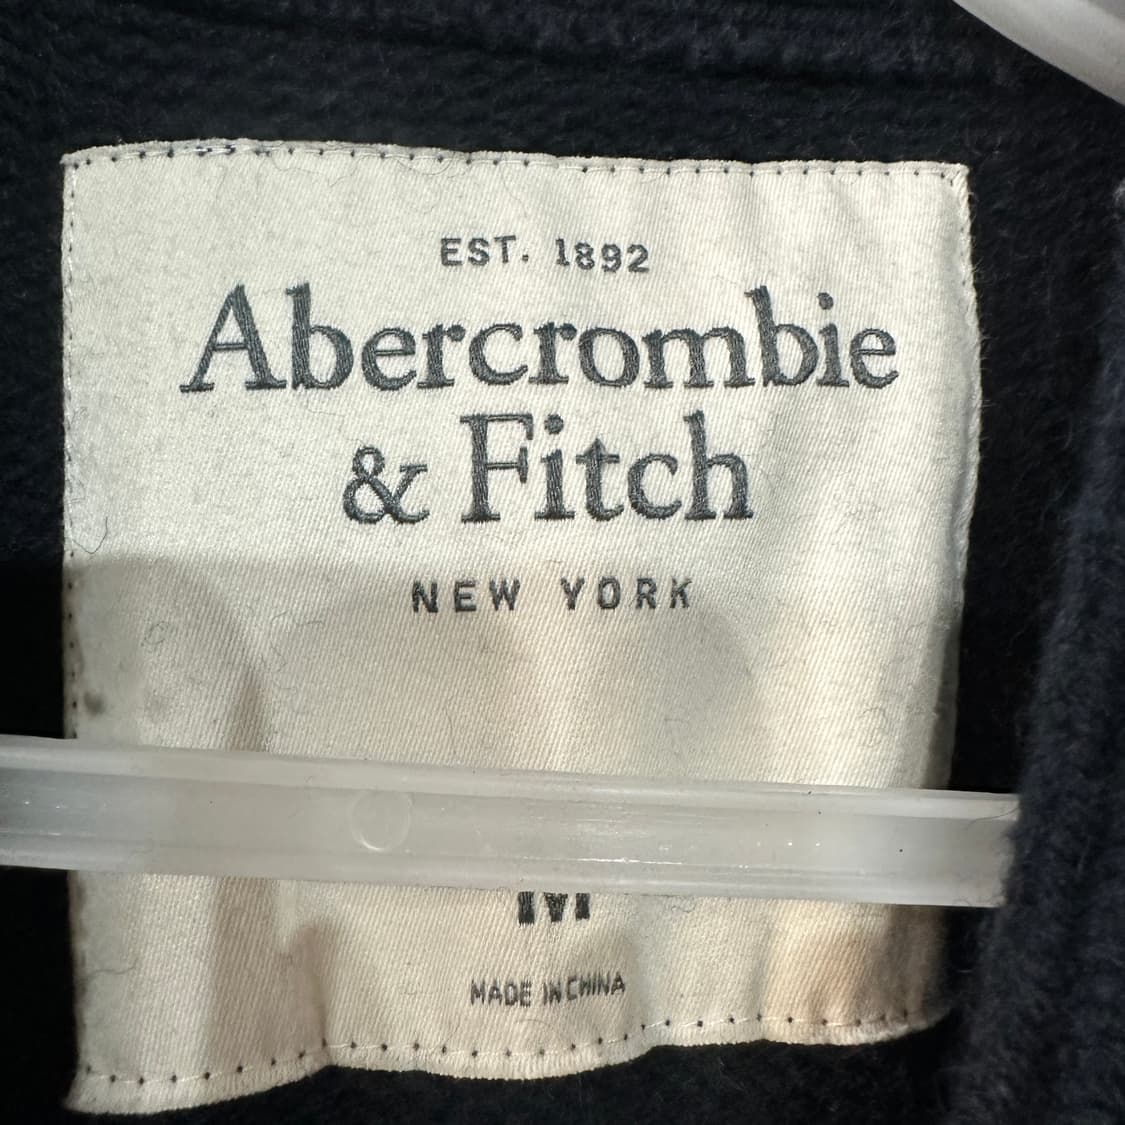 EST. 1892
Abercrombie
& Fitch
NEW YORK
M
MADE IN CHINA